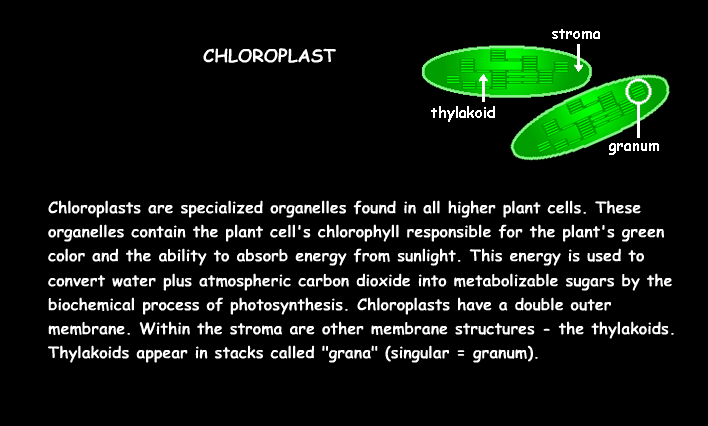 CHLOROPLAST
stroma
thylakoid
granum
Chloroplasts are specialized organelles found in all higher plant cells. These
organelles contain the plant cell's chlorophyll responsible for the plant's green
color and the ability to absorb energy from sunlight. This energy is used to
convert water plus atmospheric carbon dioxide into metabolizable sugars by the
biochemical process of photosynthesis. Chloroplasts have a double outer
membrane. Within the stroma are other membrane structures - the thylakoids.
Thylakoids appear in stacks called "grana" (singular = granum).